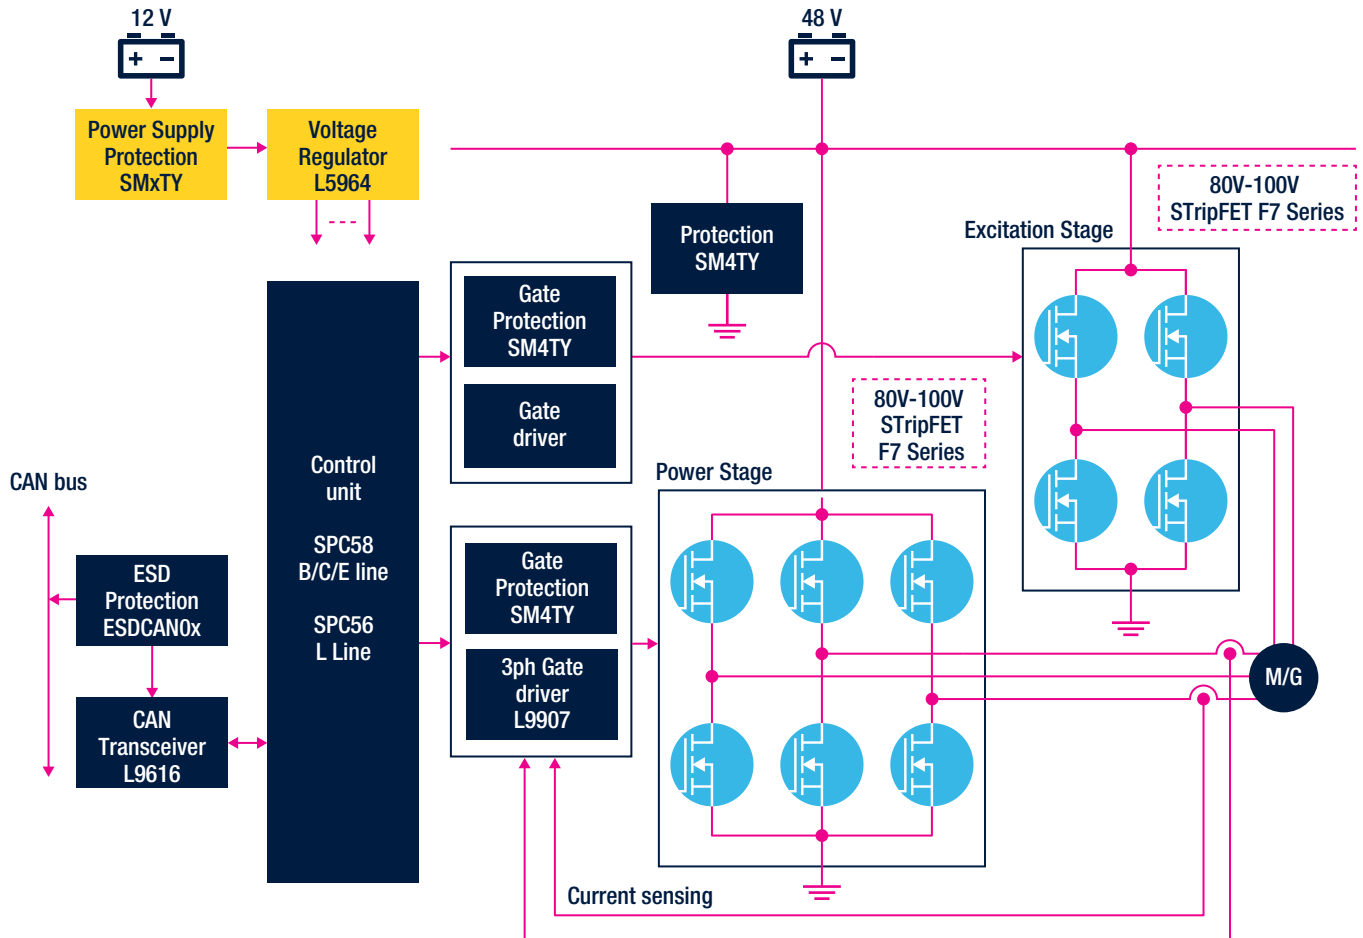 12 V
48 V
Power Supply
Protection
SMxTY
Voltage
Regulator
L5964
80V-100V
STripFET F7 Series
Protection
SM4TY
Excitation Stage
Gate
Protection
SM4TY
Gate
driver
80V-100V
STripFET
F7 Series
Control
unit
SPC58
B/C/E line
SPC56
L Line
Power Stage
CAN bus
ESD
Protection
ESDCAN0x
Gate
Protection
SM4TY
3ph Gate
driver
L9907
M/G
CAN
Transceiver
L9616
Current sensing